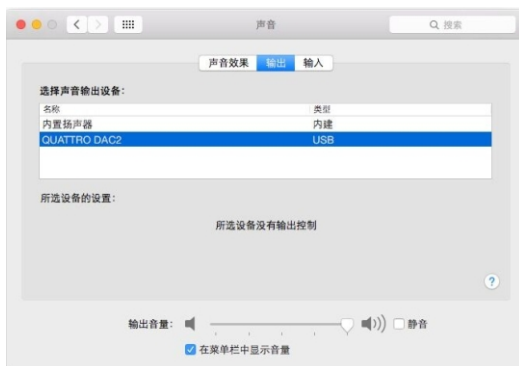 声音
搜索
声音效果 输出 输入
选择声音输出设备：
名称 类型
内置扬声器 内建
QUATTRO DAC2 USB
所选设备的设置：
所选设备没有输出控制
?
输出音量： 静音
在菜单栏中显示音量